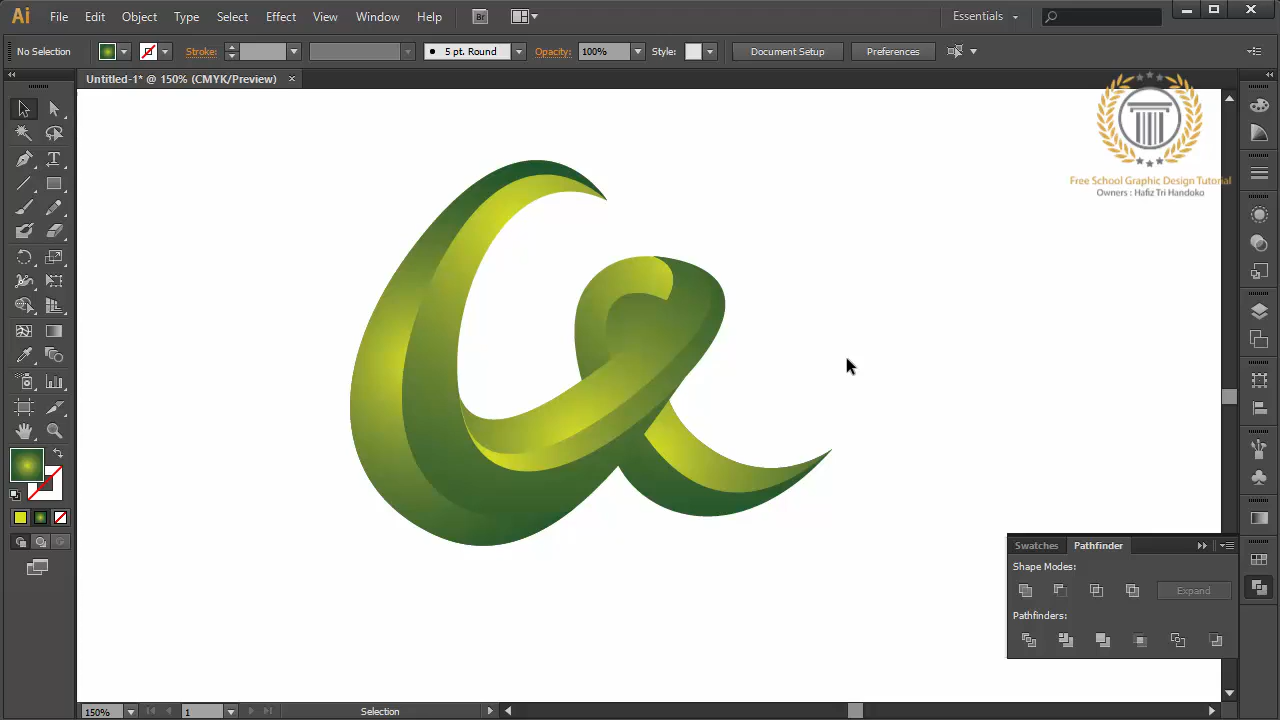 Ai File Edit Object Type Select Effect View Window Help Br Essentials
No Selection Stroke: 5 pt. Round Opacity: 100% Style: Document Setup Preferences
Untitled-1* @ 150% (CMYK/Preview)
Free School Graphic Design Tutorial
Owners : Hafiz Tri Handoko
Swatches Pathfinder
Shape Modes:
Expand
Pathfinders:
150% 1 Selection